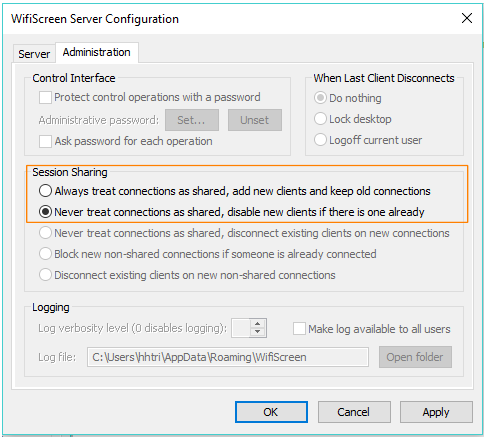 WifiScreen Server Configuration
Server
Administration
Control Interface
Protect control operations with a password
Administrative password:
Set...
Unset
Ask password for each operation
When Last Client Disconnects
Do nothing
Lock desktop
Logoff current user
Session Sharing
Always treat connections as shared, add new clients and keep old connections
Never treat connections as shared, disable new clients if there is one already
Never treat connections as shared, disconnect existing clients on new connections
Block new non-shared connections if someone is already connected
Disconnect existing clients on new non-shared connections
Logging
Log verbosity level (0 disables logging):
Make log available to all users
Log file:
C:\Users\hhtri\AppData\Roaming\WifiScreen
Open folder
OK
Cancel
Apply